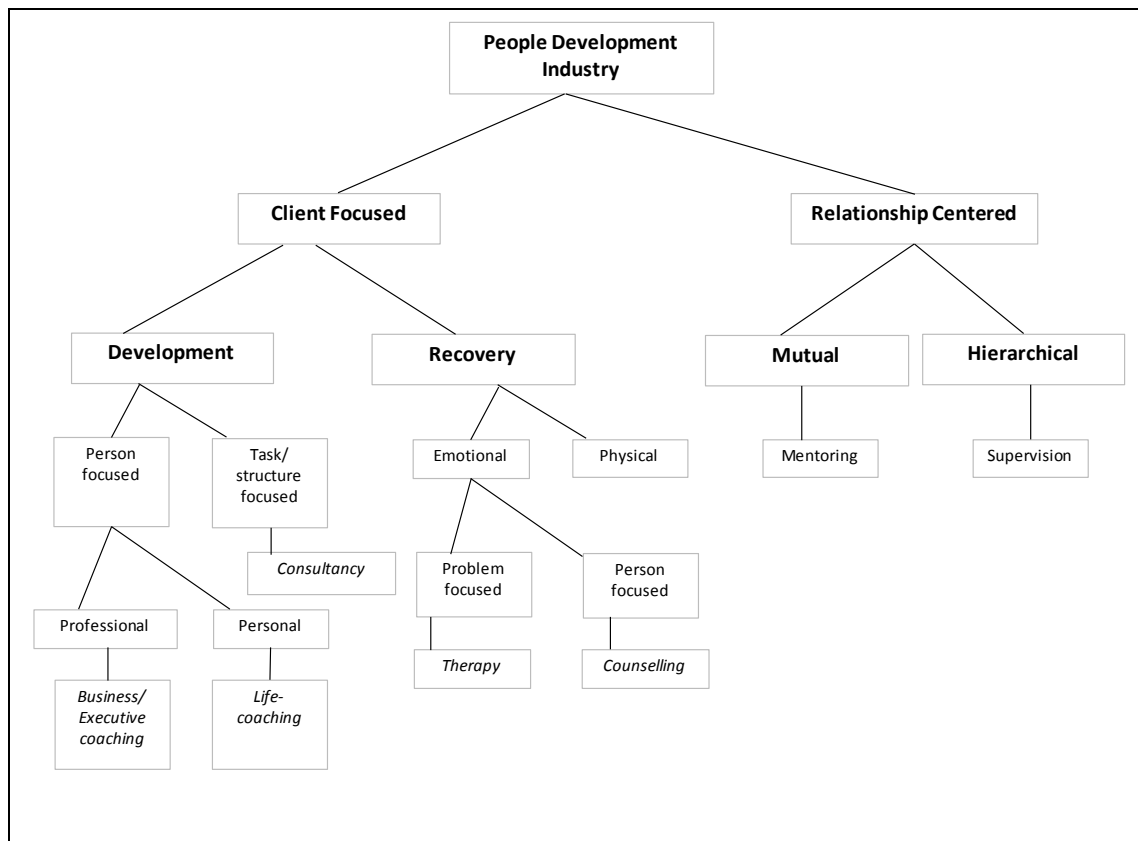 People Development
Industry
Client Focused
Relationship Centered
Development
Recovery
Mutual
Hierarchical
Person
focused
Task/
structure
focused
Emotional
Physical
Mentoring
Supervision
Consultancy
Problem
focused
Person
focused
Professional
Personal
Therapy
Counselling
Business/
Executive
coaching
Life-
coaching